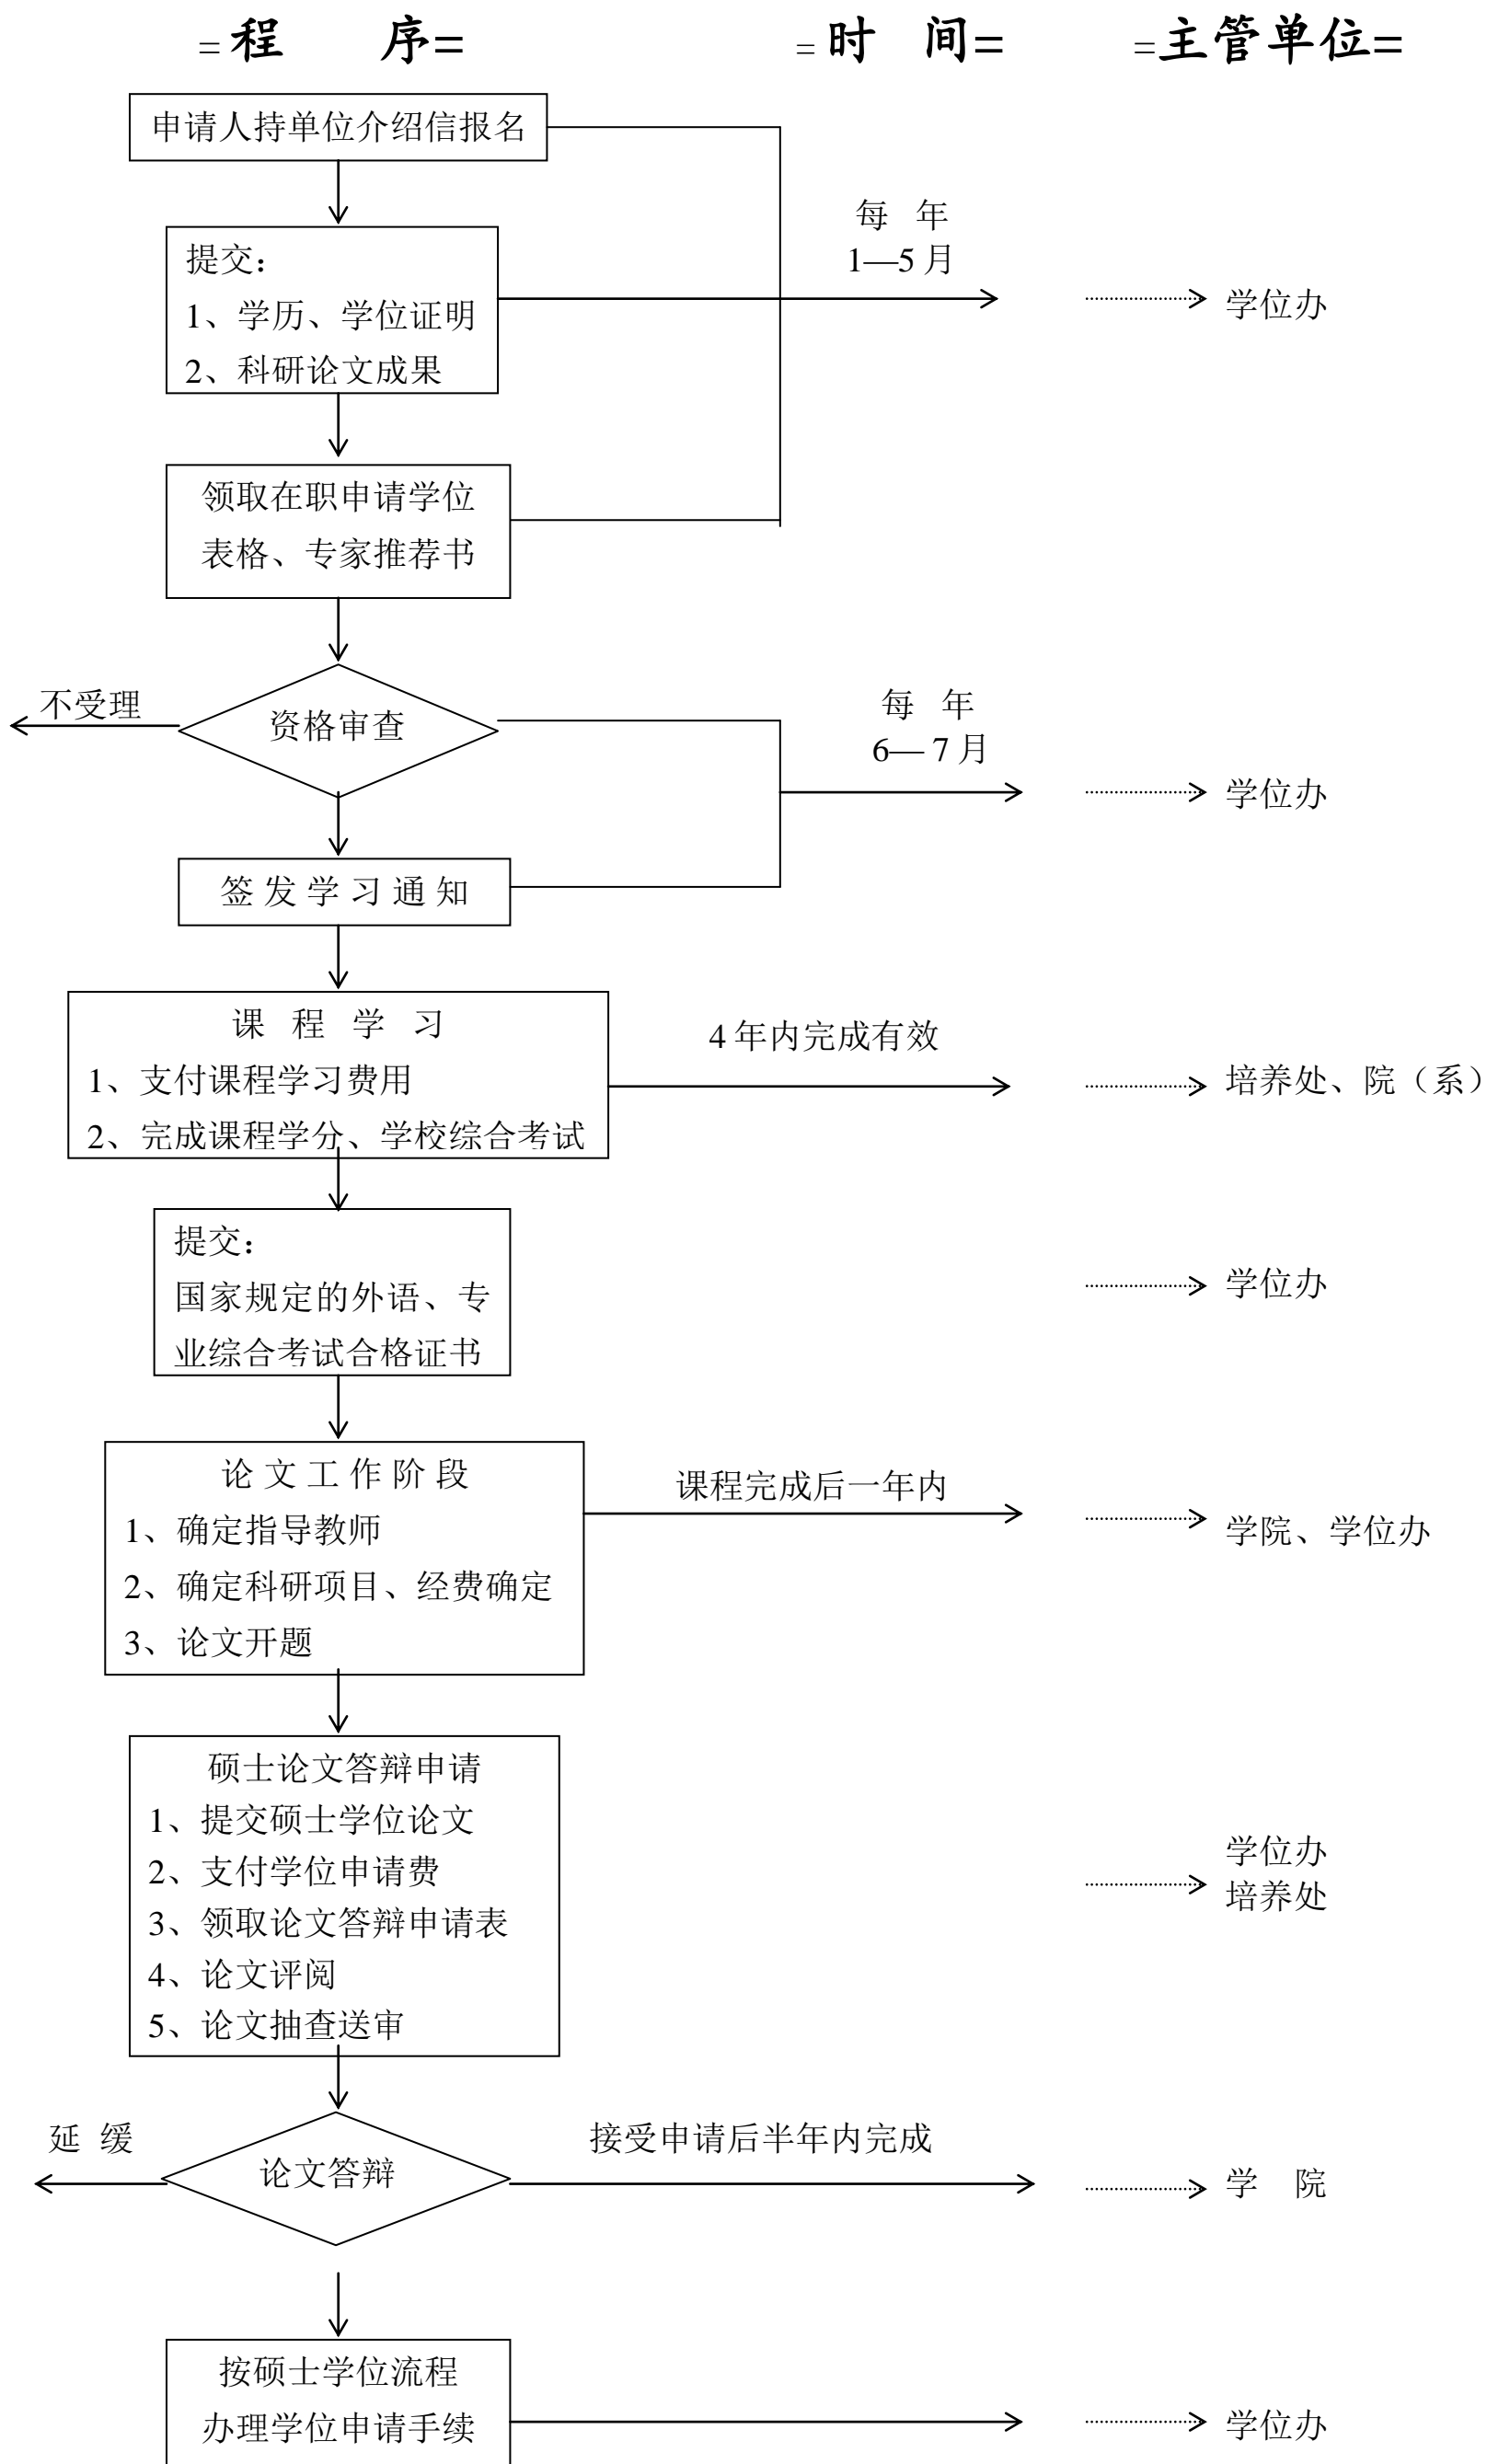 =程 序= =时 间= =主管单位=
申请人持单位介绍信报名
每 年
1—5月
提交：
1、学历、学位证明
2、科研论文成果
学位办
领取在职申请学位
表格、专家推荐书
不受理
资格审查
每 年
6— 7月
学位办
签 发 学 习 通 知
课 程 学 习
1、支付课程学习费用
2、完成课程学分、学校综合考试
4年内完成有效
培养处、院（系）
提交：
国家规定的外语、专
业综合考试合格证书
学位办
论 文 工 作 阶 段
1、确定指导教师
2、确定科研项目、经费确定
3、论文开题
课程完成后一年内
学院、学位办
硕士论文答辩申请
1、提交硕士学位论文
2、支付学位申请费
3、领取论文答辩申请表
4、论文评阅
5、论文抽查送审
学位办
培养处
延 缓
论文答辩
接受申请后半年内完成
学 院
按硕士学位流程
办理学位申请手续
学位办